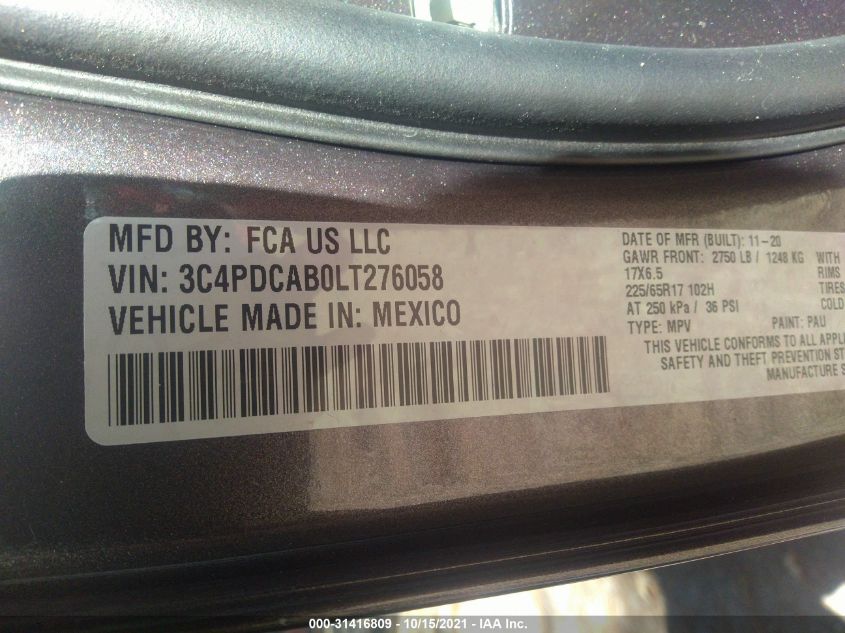 MFD BY: FCA US LLC
VIN: 3C4PDCAB0LT276058
VEHICLE MADE IN: MEXICO
DATE OF MFR (BUILT): 11-20
GAWR FRONT: 2750 LB / 1248 KG WITH
17X6.5 RIMS
225/65R17 102H TIRES
AT 250 kPa / 36 PSI COLD
TYPE: MPV PAINT: PAU
THIS VEHICLE CONFORMS TO ALL
SAFETY AND THEFT PREVENTION
MANUFACTURE
000-31416809 - 10/15/2021 - IAA Inc.